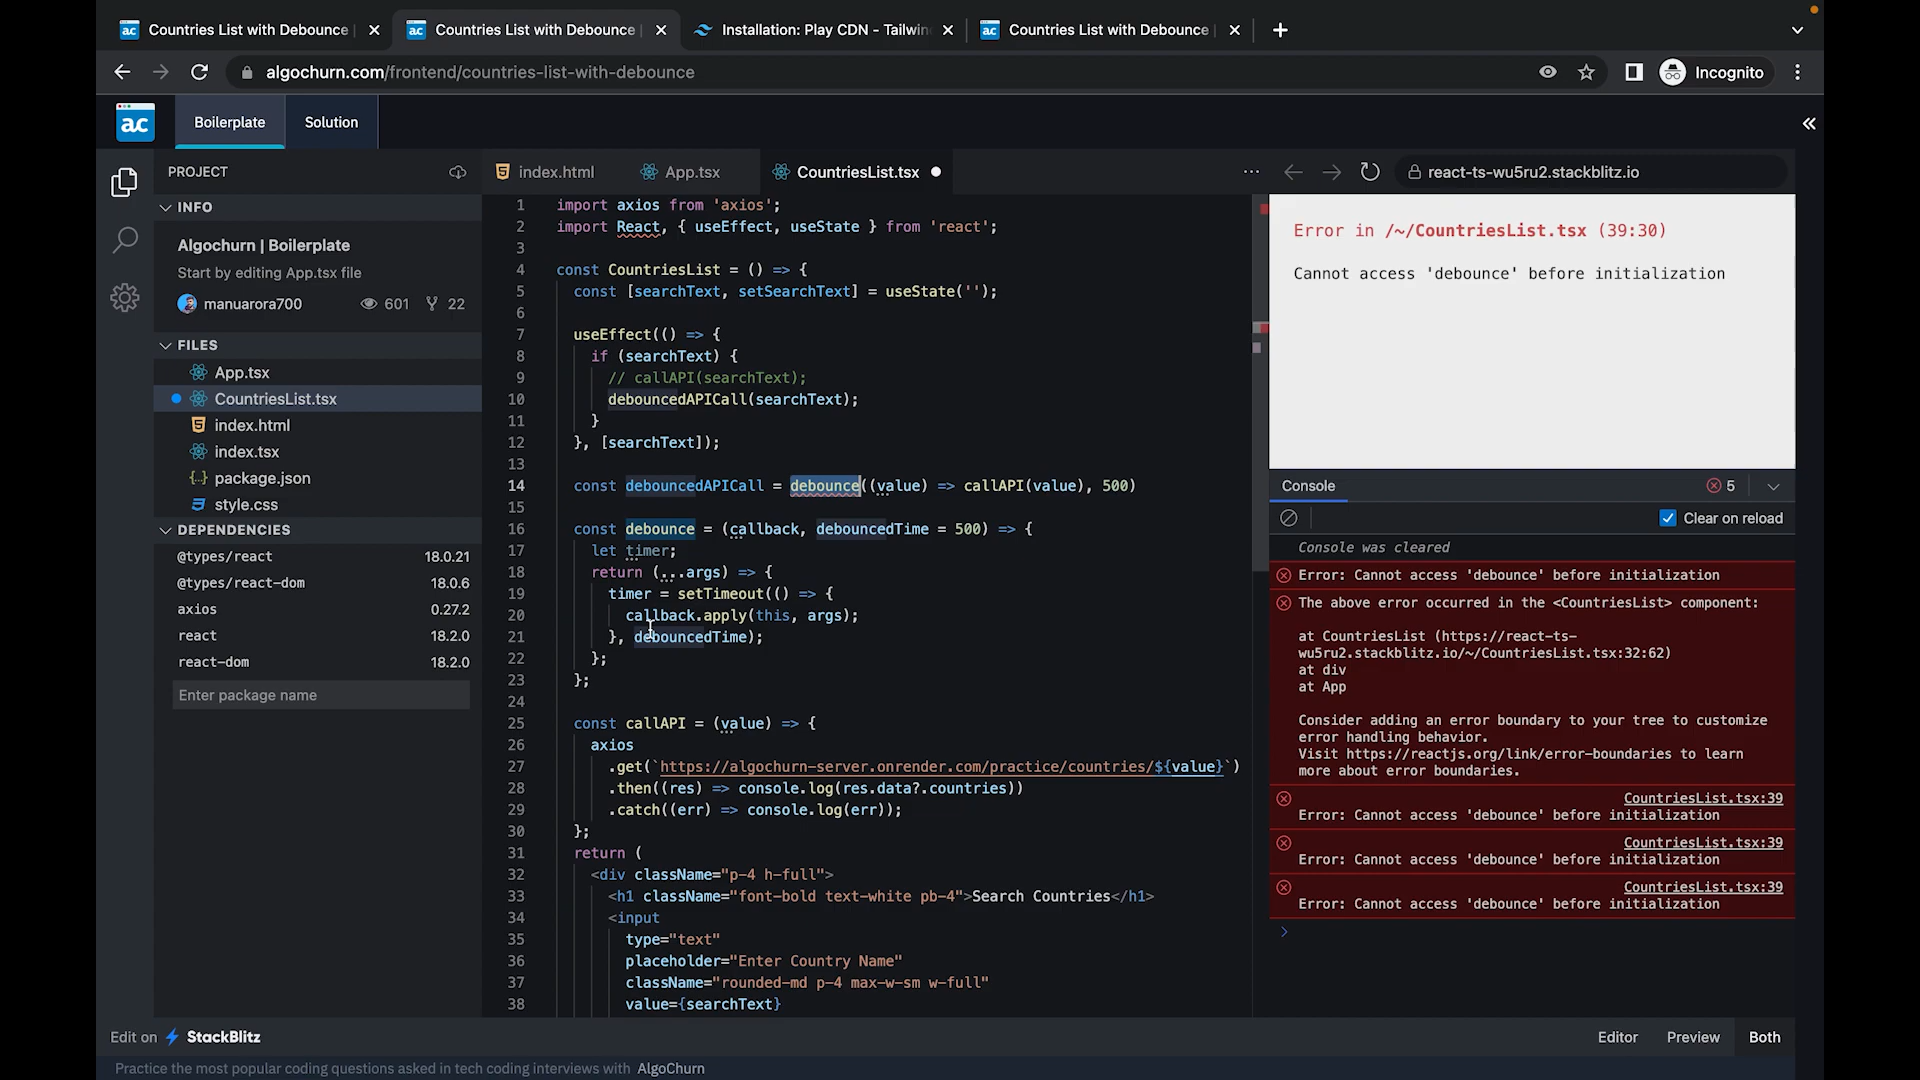 ac Countries List with Debounce
ac Countries List with Debounce
Installation: Play CDN - Tailwin
ac Countries List with Debounce
algochurn.com/frontend/countries-list-with-debounce
Incognito
ac
Boilerplate
Solution
PROJECT
INFO
Algochurn | Boilerplate
Start by editing App.tsx file
manuarora700
601
22
FILES
App.tsx
CountriesList.tsx
index.html
index.tsx
package.json
style.css
DEPENDENCIES
@types/react 18.0.21
@types/react-dom 18.0.6
axios 0.27.2
react 18.2.0
react-dom 18.2.0
Enter package name
index.html
App.tsx
CountriesList.tsx
1 import axios from 'axios';
2 import React, { useEffect, useState } from 'react';
3
4 const CountriesList = () => {
5 const [searchText, setSearchText] = useState('');
6
7 useEffect(() => {
8 if (searchText) {
9 // callAPI(searchText);
10 debouncedAPICall(searchText);
11 }
12 }, [searchText]);
13
14 const debouncedAPICall = debounce((value) => callAPI(value), 500)
15
16 const debounce = (callback, debouncedTime = 500) => {
17 let timer;
18 return (...args) => {
19 timer = setTimeout(() => {
20 callback.apply(this, args);
21 }, debouncedTime);
22 };
23 };
24
25 const callAPI = (value) => {
26 axios
27 .get(`https://algochurn-server.onrender.com/practice/countries/${value}`)
28 .then((res) => console.log(res.data?.countries))
29 .catch((err) => console.log(err));
30 };
31 return (
32 <div className="p-4 h-full">
33 <h1 className="font-bold text-white pb-4">Search Countries</h1>
34 <input
35 type="text"
36 placeholder="Enter Country Name"
37 className="rounded-md p-4 max-w-sm w-full"
38 value={searchText}
react-ts-wu5ru2.stackblitz.io
Error in /~/CountriesList.tsx (39:30)
Cannot access 'debounce' before initialization
Console
5
Clear on reload
Console was cleared
Error: Cannot access 'debounce' before initialization
The above error occurred in the <CountriesList> component:
at CountriesList (https://react-ts-
wu5ru2.stackblitz.io/~/CountriesList.tsx:32:62)
at div
at App
Consider adding an error boundary to your tree to customize
error handling behavior.
Visit https://reactjs.org/link/error-boundaries to learn
more about error boundaries.
CountriesList.tsx:39
Error: Cannot access 'debounce' before initialization
CountriesList.tsx:39
Error: Cannot access 'debounce' before initialization
CountriesList.tsx:39
Error: Cannot access 'debounce' before initialization
Edit on StackBlitz
Editor
Preview
Both
Practice the most popular coding questions asked in tech coding interviews with AlgoChurn